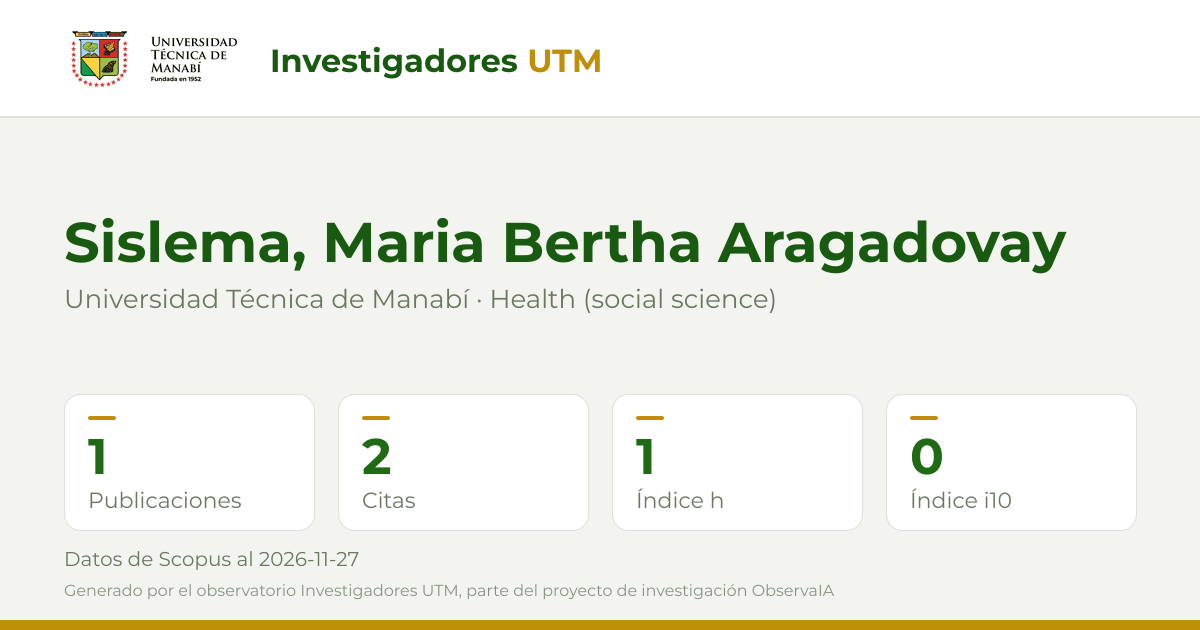 UNIVERSIDAD
TÉCNICA DE
MANABÍ
Fundada en 1952
Investigadores UTM
Sislema, Maria Bertha Aragadovay
Universidad Técnica de Manabí · Health (social science)
1
Publicaciones
2
Citas
1
Índice h
0
Índice i10
Datos de Scopus al 2026-11-27
Generado por el observatorio Investigadores UTM, parte del proyecto de investigación ObservaIA